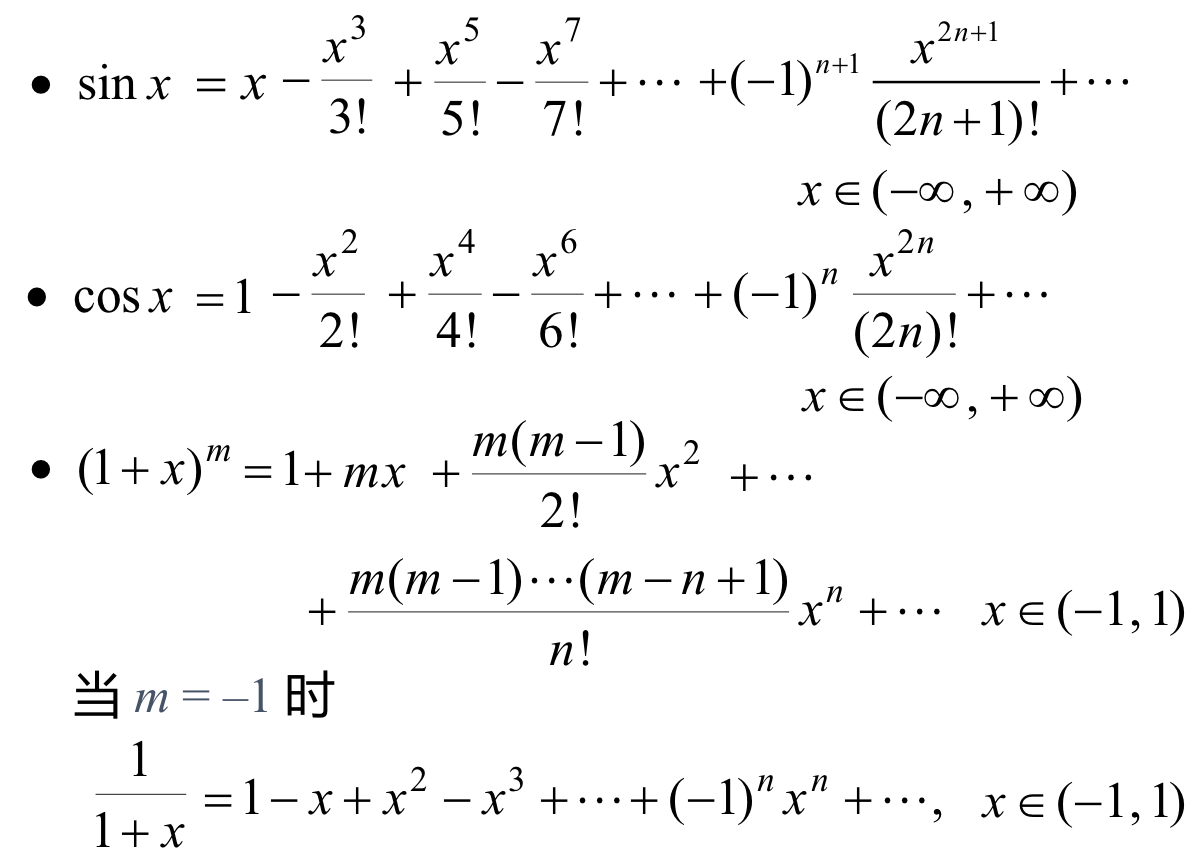 • sin x = x − x³/3! + x⁵/5! − x⁷/7! + ⋯ + (−1)ⁿ⁺¹ x²ⁿ⁺¹/(2n+1)! + ⋯
x ∈ (−∞, +∞)
• cos x = 1 − x²/2! + x⁴/4! − x⁶/6! + ⋯ + (−1)ⁿ x²ⁿ/(2n)! + ⋯
x ∈ (−∞, +∞)
• (1+x)ᵐ = 1 + mx + m(m−1)/2! x² + ⋯
+ m(m−1)⋯(m−n+1)/n! xⁿ + ⋯ x ∈ (−1, 1)
当 m = –1 时
1/(1+x) = 1 − x + x² − x³ + ⋯ + (−1)ⁿ xⁿ + ⋯, x ∈ (−1, 1)